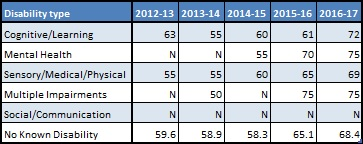 Disability type 2012-13 2013-14 2014-15 2015-16 2016-17
Cognitive/Learning 63 55 60 61 72
Mental Health N N 55 70 75
Sensory/Medical/Physical 55 55 60 65 69
Multiple Impairments N 50 N 75 75
Social/Communication N N N N N
No Known Disability 59.6 58.9 58.3 65.1 68.4